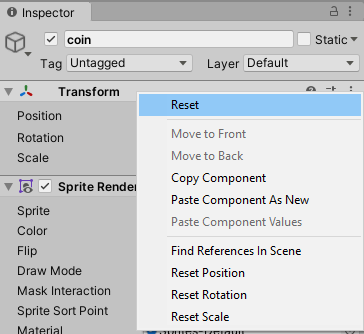 Inspector
coin
Static
Tag Untagged Layer Default
Transform
Position
Rotation
Scale
Reset
Move to Front
Move to Back
Copy Component
Paste Component As New
Paste Component Values
Find References In Scene
Reset Position
Reset Rotation
Reset Scale
Sprite Render
Sprite
Color
Flip
Draw Mode
Mask Interaction
Sprite Sort Point
Material